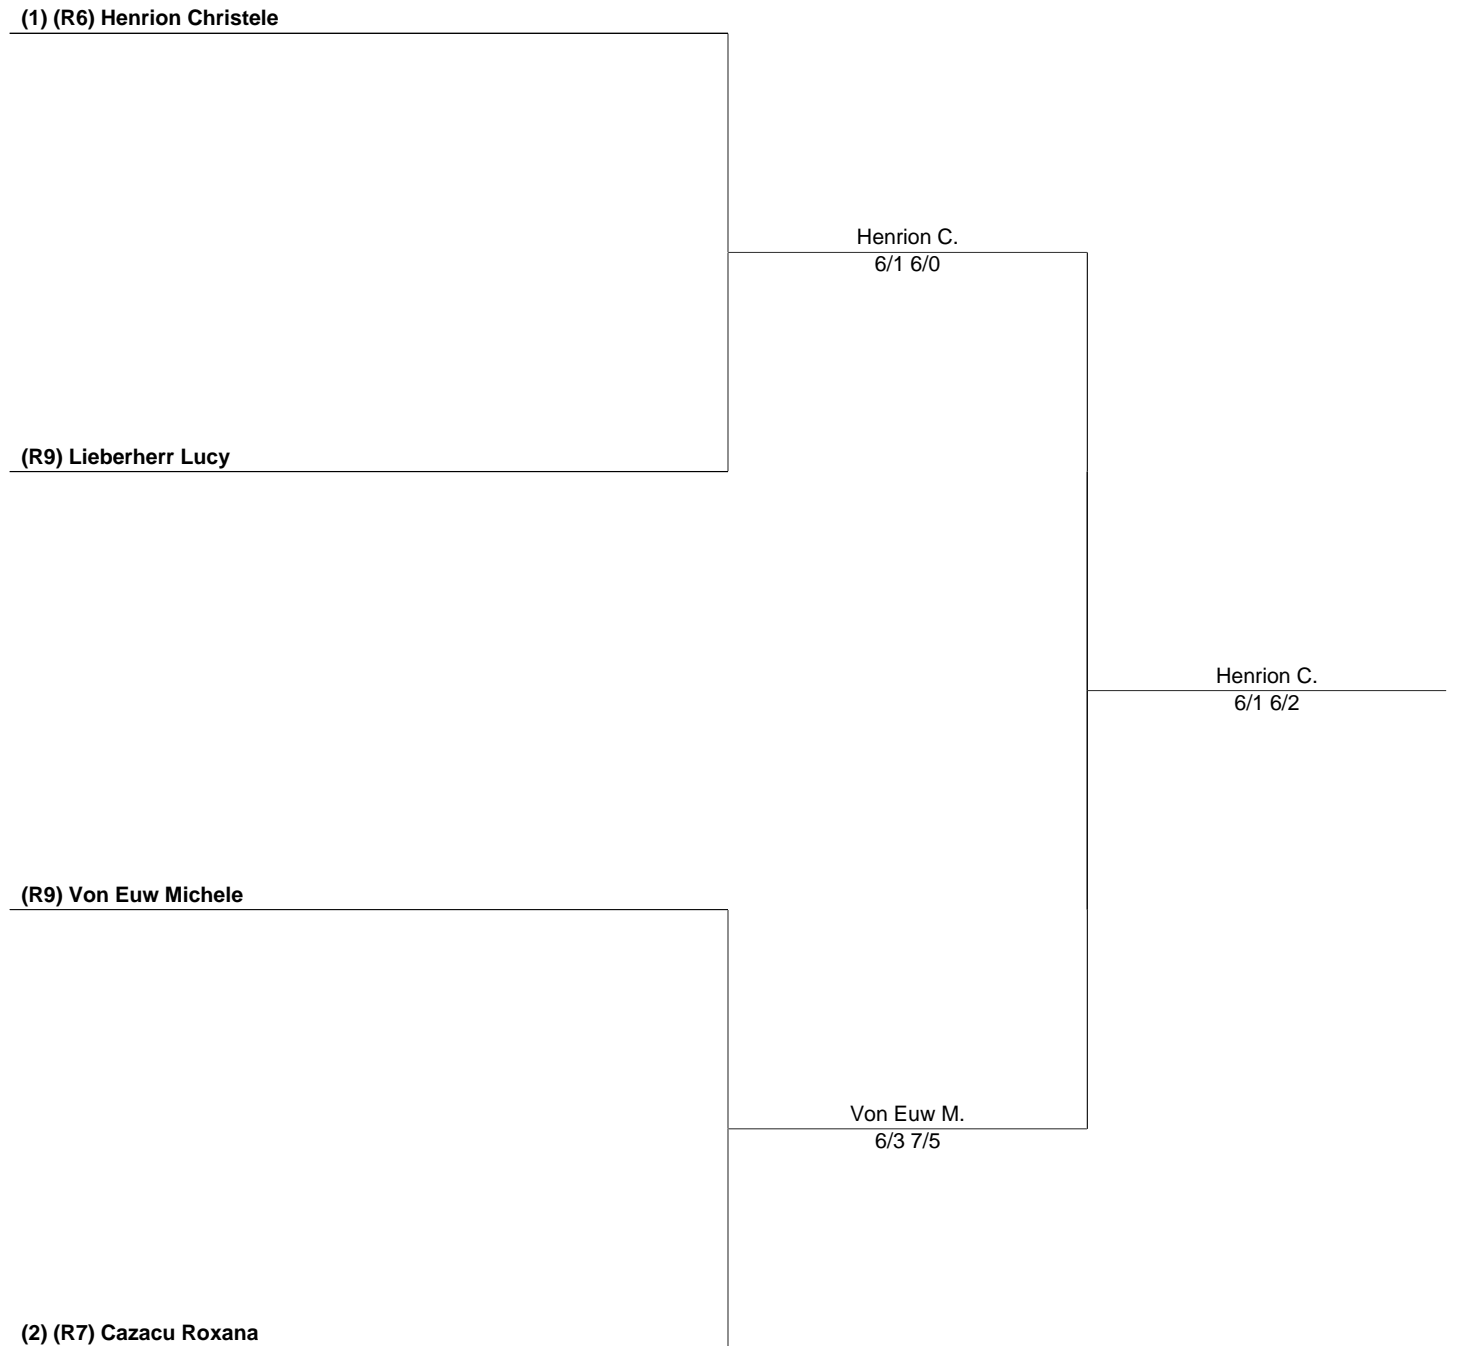 (1) (R6) Henrion Christele
Henrion C.
6/1 6/0
(R9) Lieberherr Lucy
Henrion C.
6/1 6/2
(R9) Von Euw Michele
Von Euw M.
6/3 7/5
(2) (R7) Cazacu Roxana